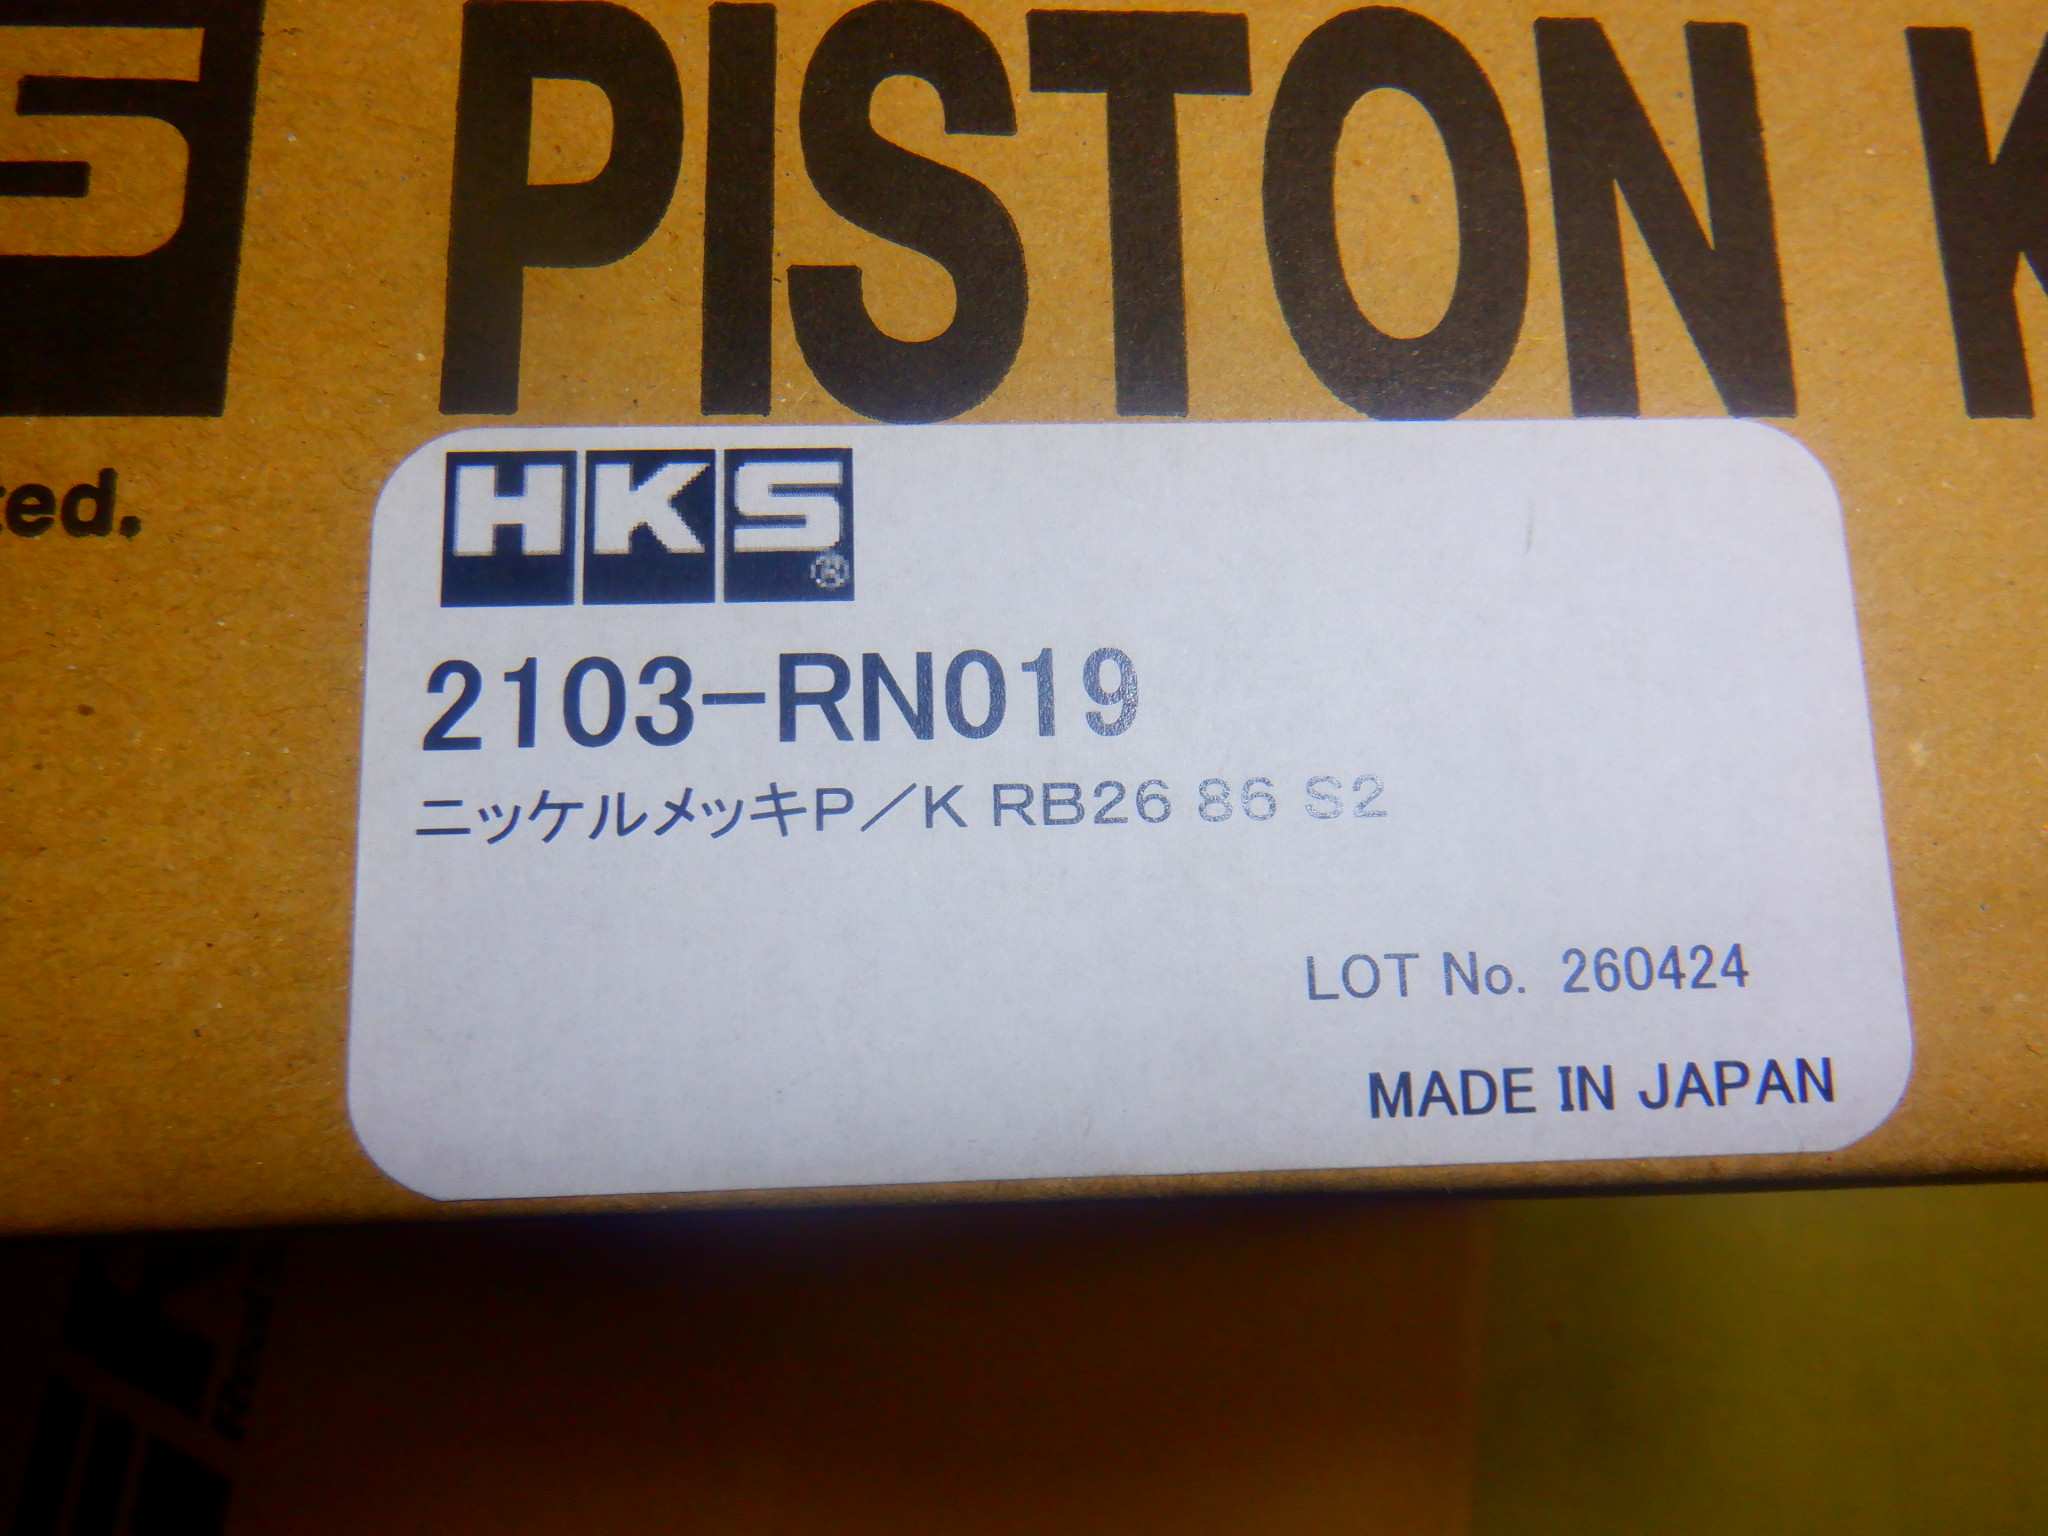 S PISTON K
ted.
HKS®
2103-RN019
ニッケルメッキP/K RB26 86 S2
LOT No. 260424
MADE IN JAPAN